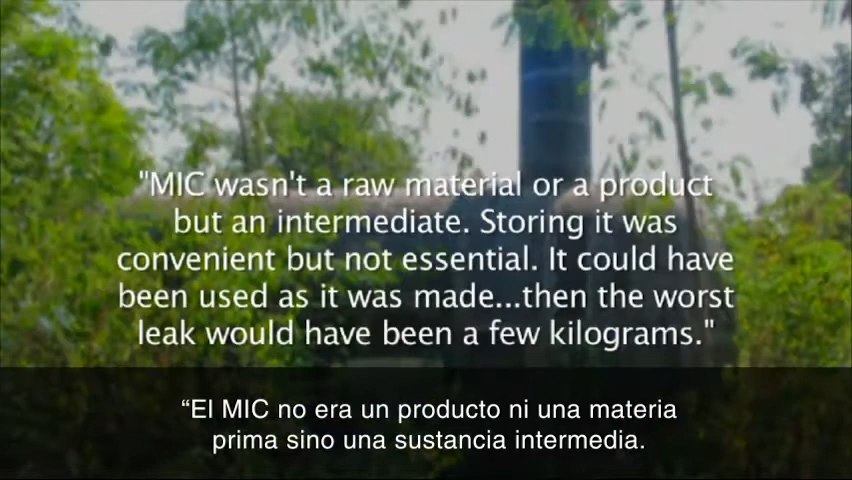 "MIC wasn't a raw material or a product
but an intermediate. Storing it was
convenient but not essential. It could have
been used as it was made...then the worst
leak would have been a few kilograms."
“El MIC no era un producto ni una materia
prima sino una sustancia intermedia.